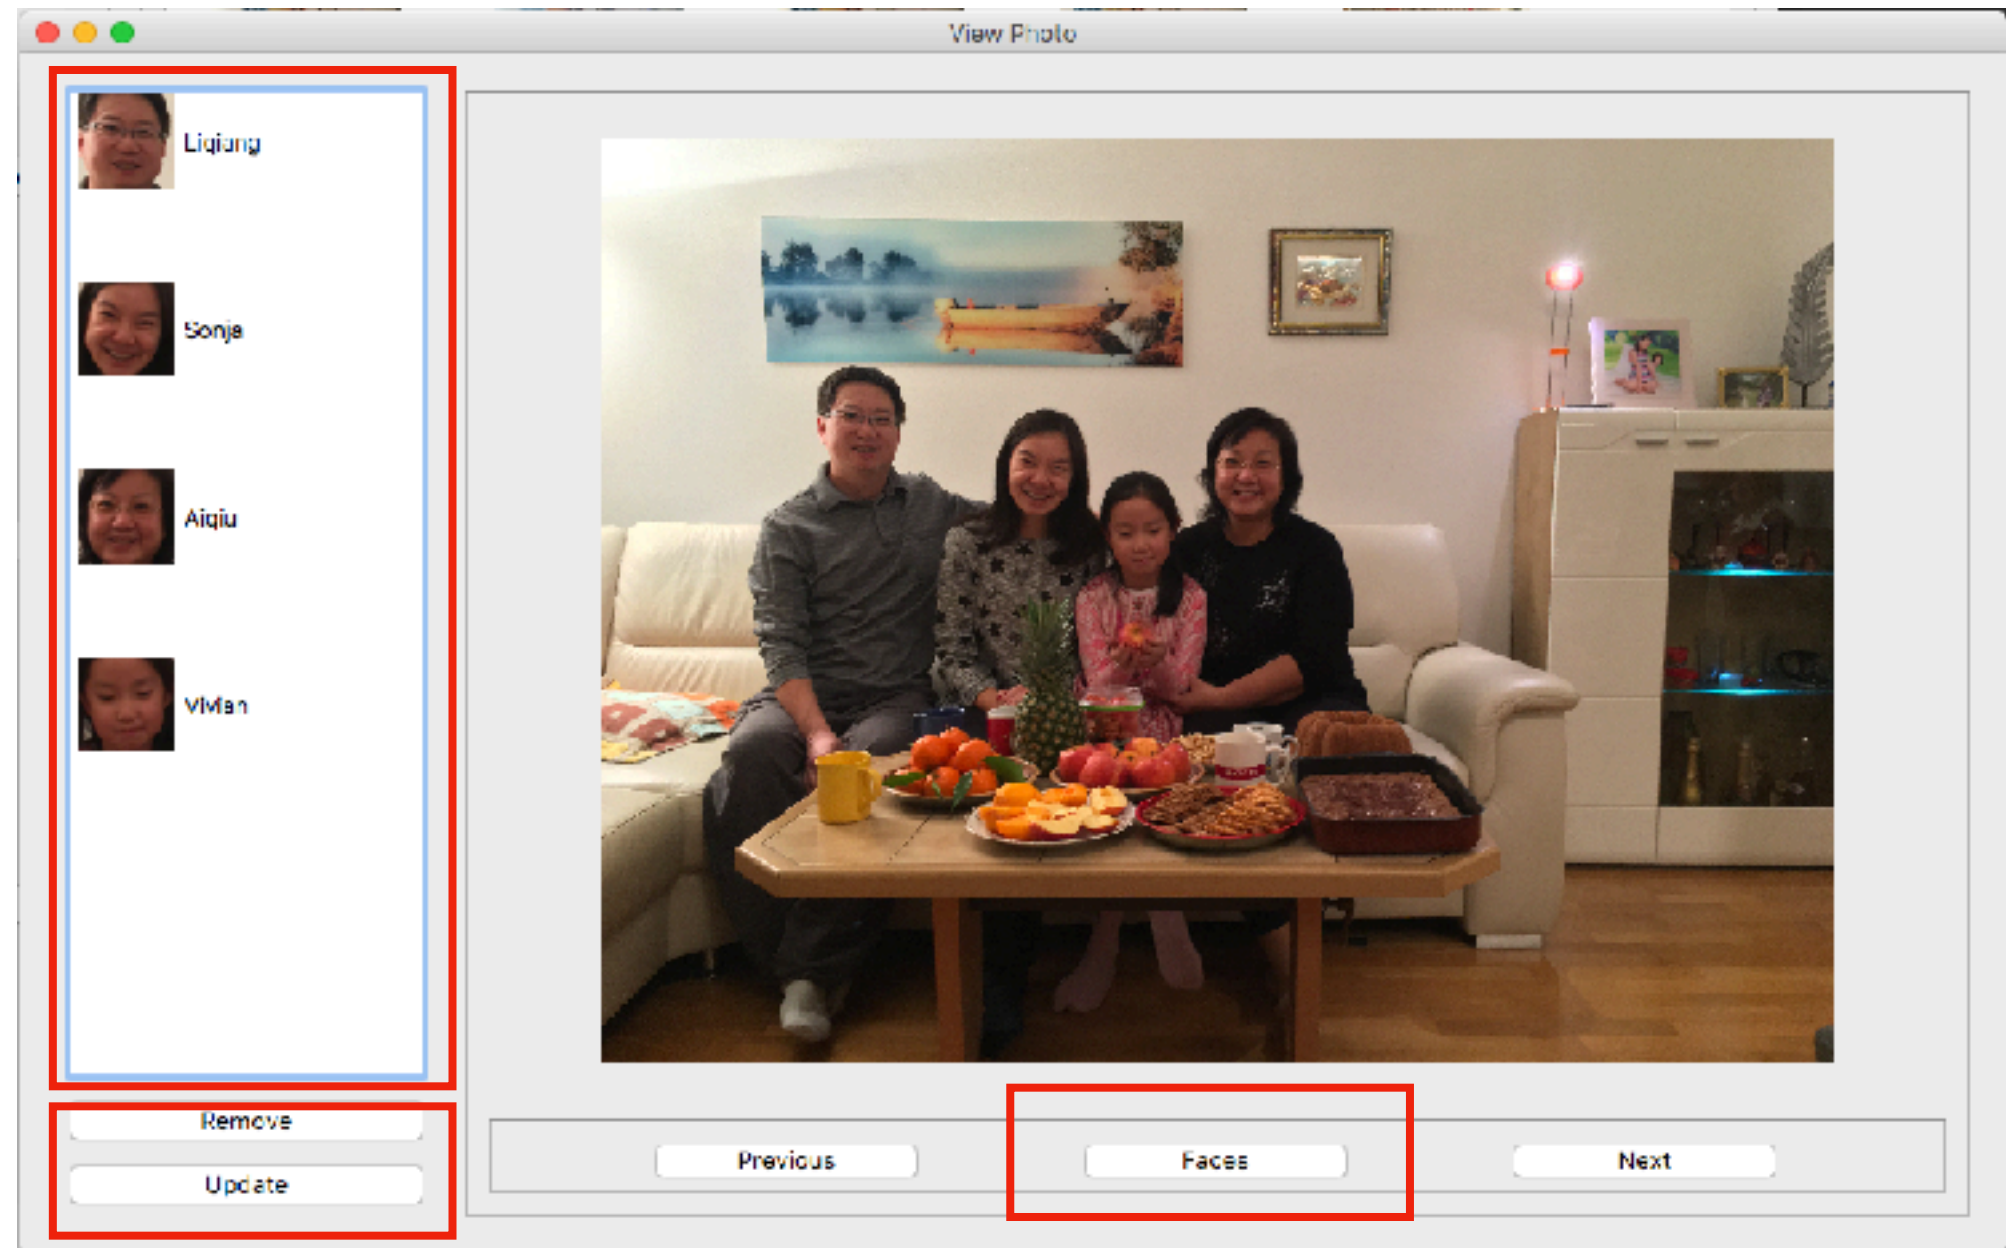 View Photo
Liqiang
Sonja
Aiqiu
Vivian
Remove
Update
Previous
Faces
Next